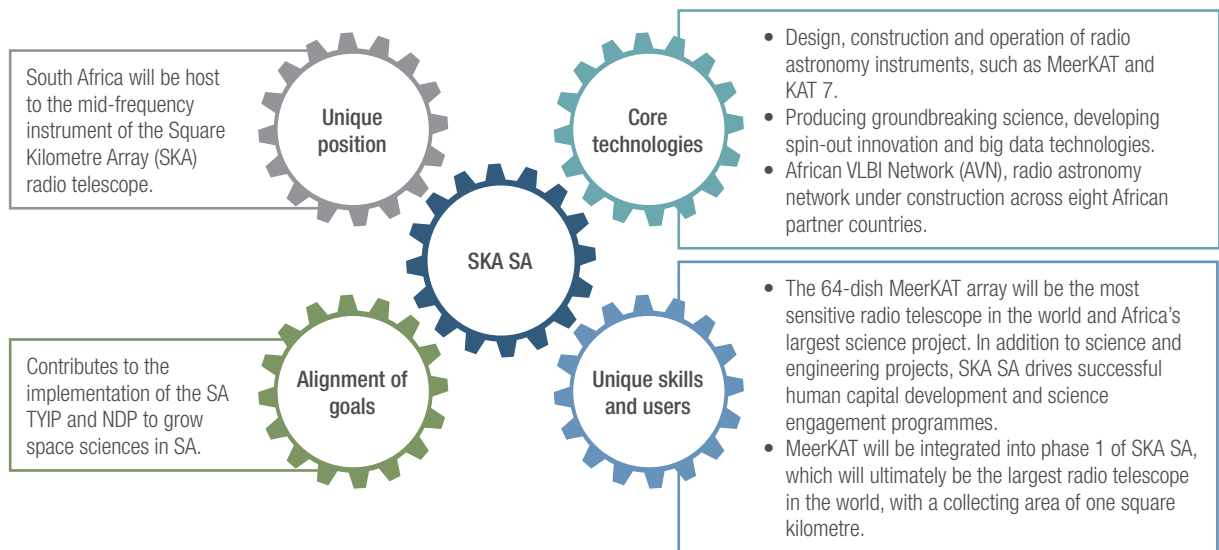 South Africa will be host
to the mid-frequency
instrument of the Square
Kilometre Array (SKA)
radio telescope.
Unique
position
Core
technologies
• Design, construction and operation of radio
astronomy instruments, such as MeerKAT and
KAT 7.
• Producing groundbreaking science, developing
spin-out innovation and big data technologies.
• African VLBI Network (AVN), radio astronomy
network under construction across eight African
partner countries.
SKA SA
Contributes to the
implementation of the SA
TYIP and NDP to grow
space sciences in SA.
Alignment of
goals
Unique skills
and users
• The 64-dish MeerKAT array will be the most
sensitive radio telescope in the world and Africa’s
largest science project. In addition to science and
engineering projects, SKA SA drives successful
human capital development and science
engagement programmes.
• MeerKAT will be integrated into phase 1 of SKA SA,
which will ultimately be the largest radio telescope
in the world, with a collecting area of one square
kilometre.